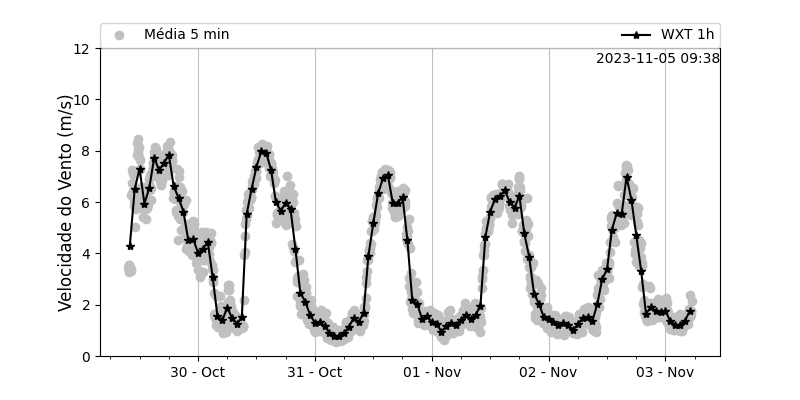 Média 5 min
WXT 1h
2023-11-05 09:38
Velocidade do Vento (m/s)
12
10
8
6
4
2
0
30 - Oct
31 - Oct
01 - Nov
02 - Nov
03 - Nov